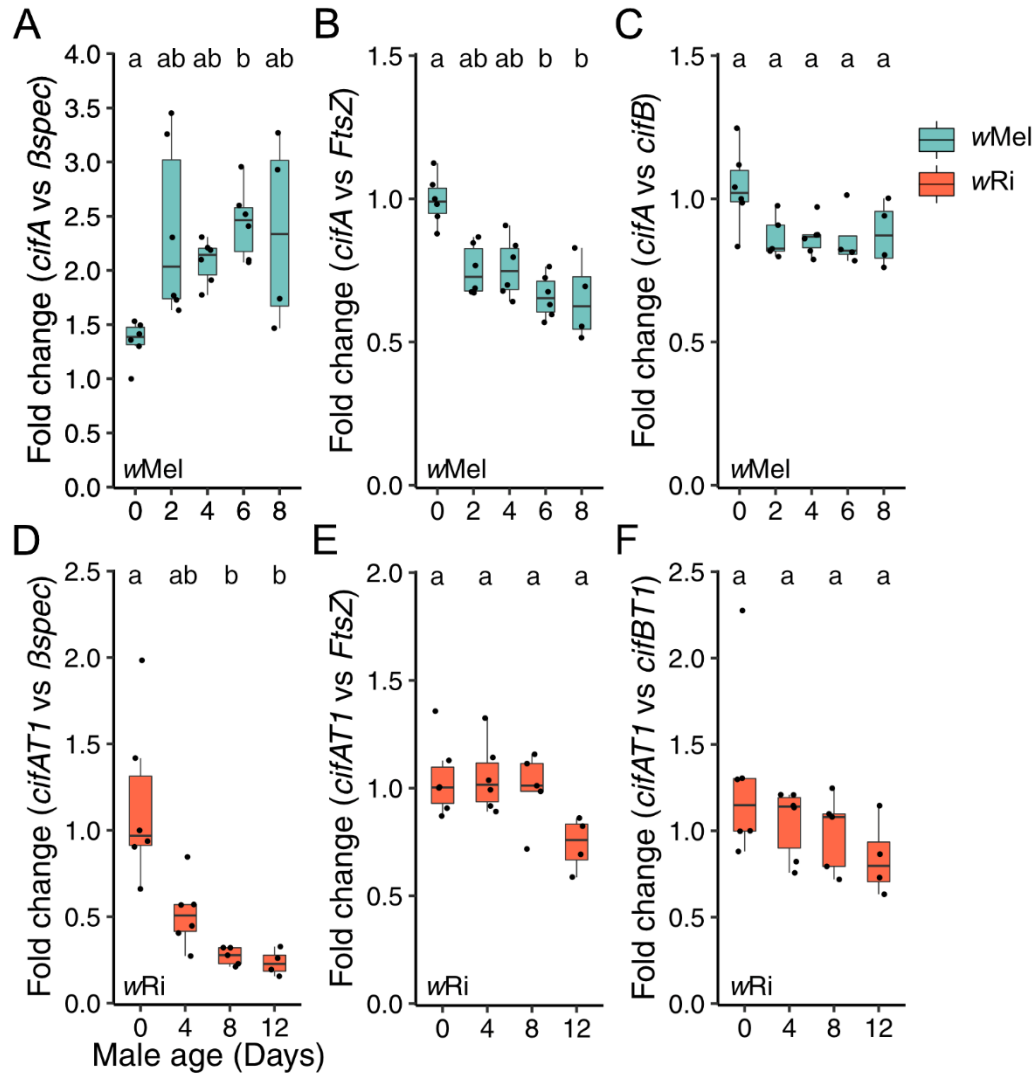 A
Fold change (cifA vs ßspec)
4.0
3.5
3.0
2.5
2.0
1.5
1.0
0.5
0.0
a ab ab b ab
wMel
0 2 4 6 8
B
Fold change (cifA vs FtsZ)
1.5
1.0
0.5
0.0
a ab ab b b
wMel
0 2 4 6 8
C
Fold change (cifA vs cifB)
1.5
1.0
0.5
0.0
a a a a a
wMel
0 2 4 6 8
wMel
wRi
D
Fold change (cifAT1 vs ßspec)
2.5
2.0
1.5
1.0
0.5
0.0
a ab b b
wRi
0 4 8 12
Male age (Days)
E
Fold change (cifAT1 vs FtsZ)
2.0
1.5
1.0
0.5
0.0
a a a a
wRi
0 4 8 12
F
Fold change (cifAT1 vs cifBT1)
2.5
2.0
1.5
1.0
0.5
0.0
a a a a
wRi
0 4 8 12